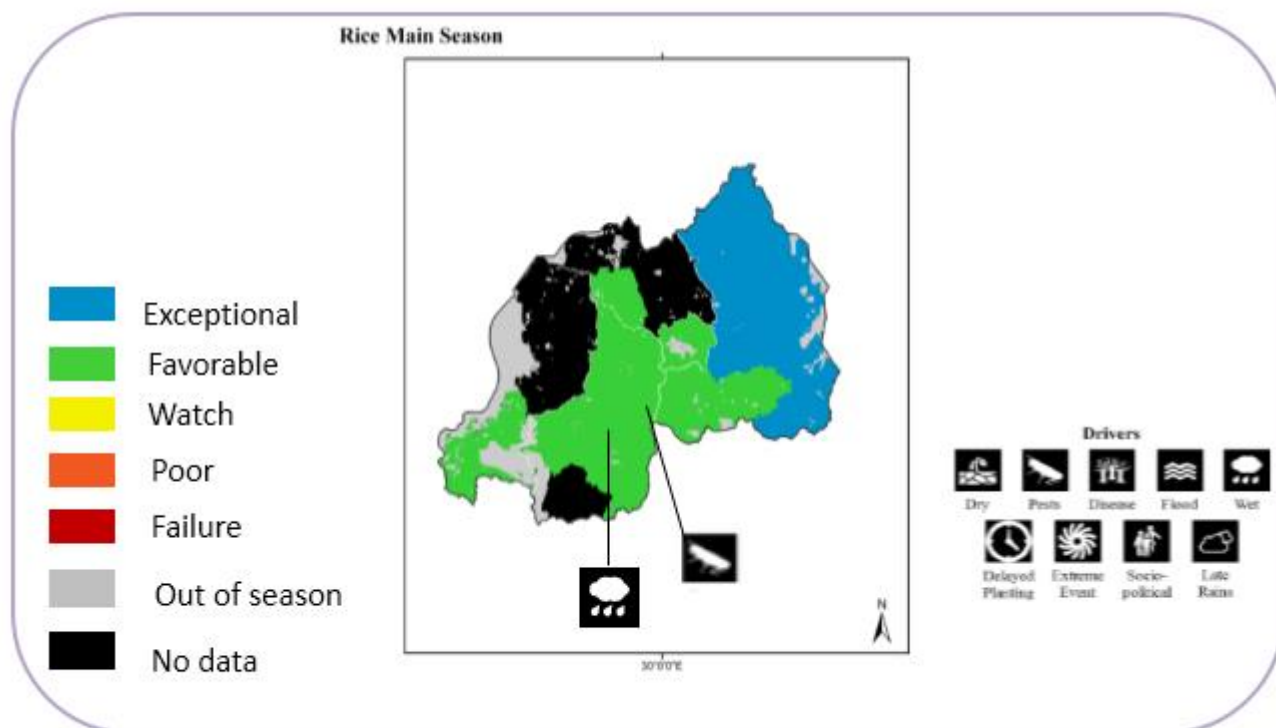 Rice Main Season
Exceptional
Favorable
Watch
Poor
Failure
Out of season
No data
N
30°0'0"E
Drivers
Dry
Pests
Disease
Flood
Wet
Delayed
Planting
Extreme
Event
Socio-
political
Late
Rains